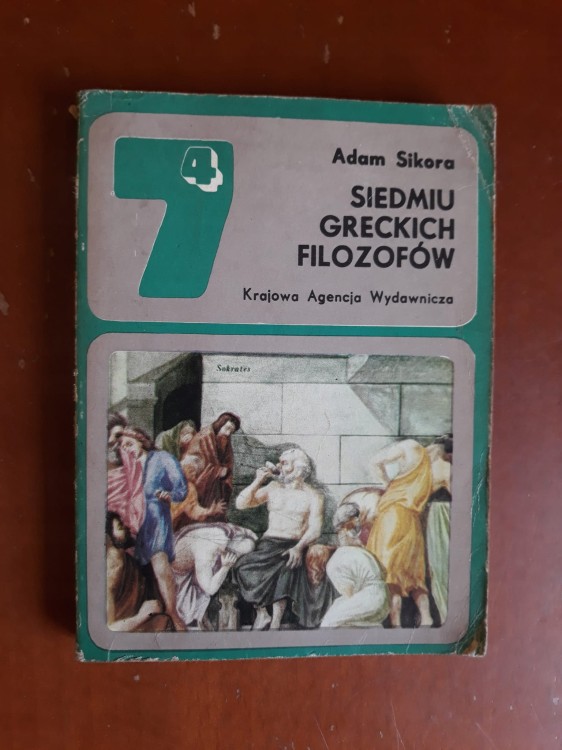 7
4
Adam Sikora
SIEDMIU
GRECKICH
FILOZOFÓW
Krajowa Agencja Wydawnicza
Sokrates